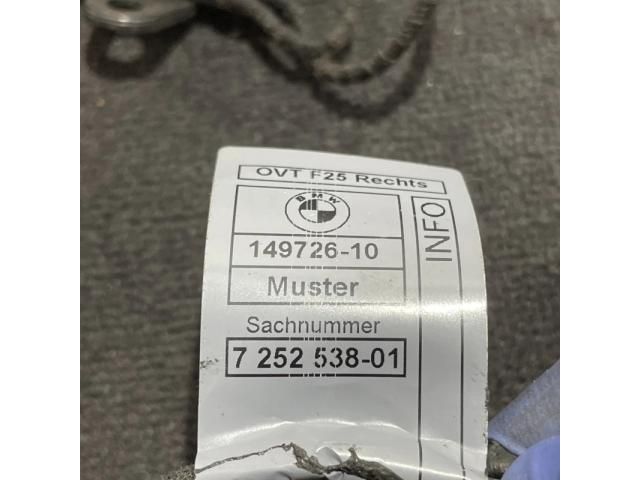 OVT F25 Rechts
BMW
149726-10
Muster
Sachnummer
7 252 538-01
INFO